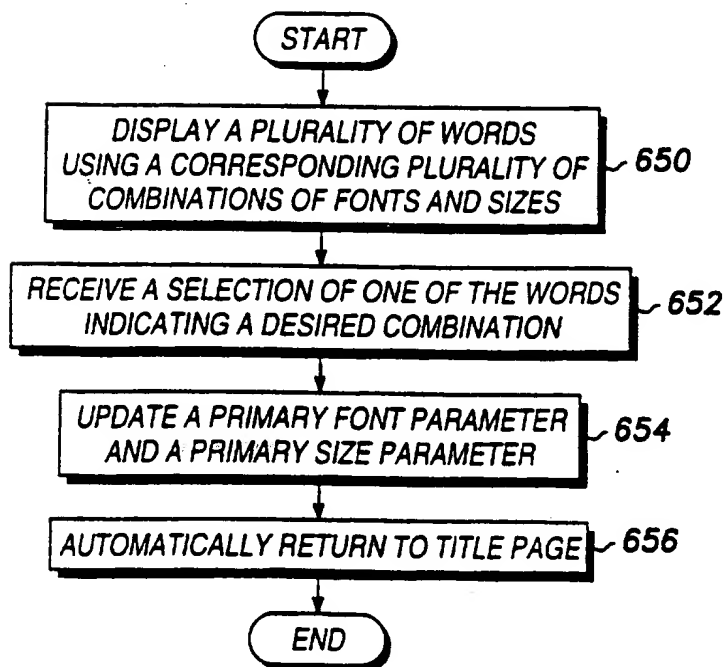 START
DISPLAY A PLURALITY OF WORDS
USING A CORRESPONDING PLURALITY OF
COMBINATIONS OF FONTS AND SIZES
650
RECEIVE A SELECTION OF ONE OF THE WORDS
INDICATING A DESIRED COMBINATION
652
UPDATE A PRIMARY FONT PARAMETER
AND A PRIMARY SIZE PARAMETER
654
AUTOMATICALLY RETURN TO TITLE PAGE
656
END